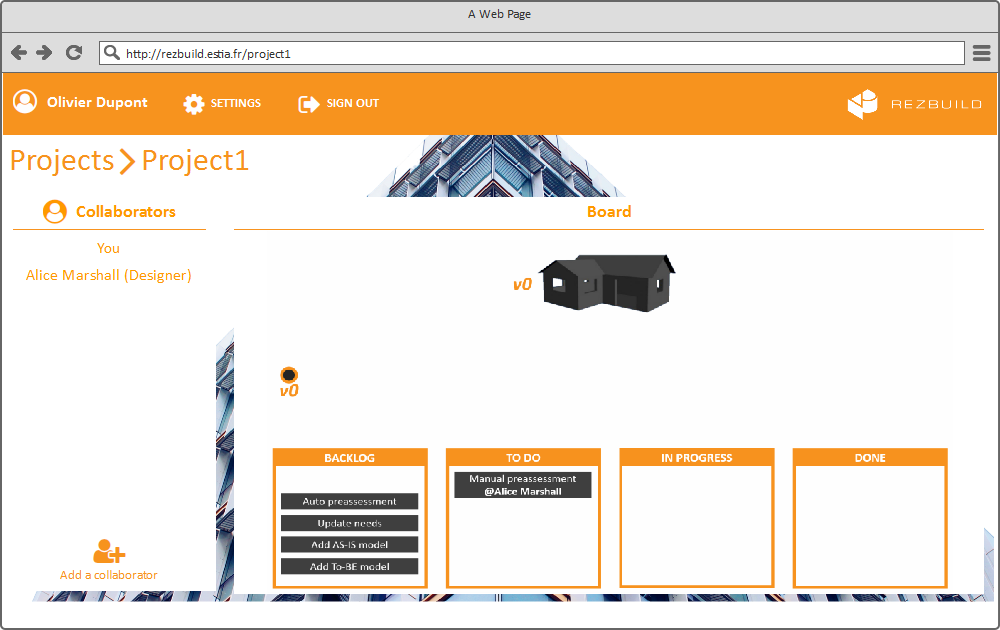 A Web Page
http://rezbuild.estia.fr/project1
Olivier Dupont
SETTINGS
SIGN OUT
REZBUILD
Projects
Project1
Collaborators
You
Alice Marshall (Designer)
Add a collaborator
Board
v0
v0
BACKLOG
Auto preassessment
Update needs
Add AS-IS model
Add To-BE model
TO DO
Manual preassessment
@Alice Marshall
IN PROGRESS
DONE